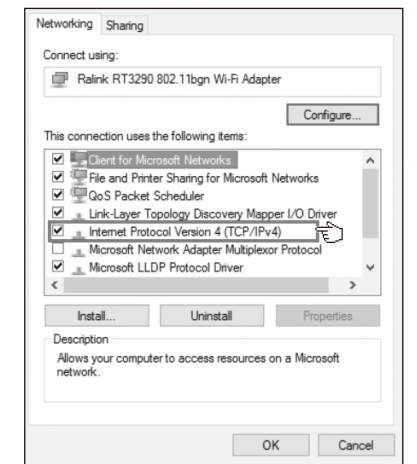 Networking Sharing
Connect using:
Ralink RT3290 802.11bgn Wi-Fi Adapter
Configure...
This connection uses the following items:
Client for Microsoft Networks
File and Printer Sharing for Microsoft Networks
QoS Packet Scheduler
Link-Layer Topology Discovery Mapper I/O Driver
Internet Protocol Version 4 (TCP/IPv4)
Microsoft Network Adapter Multiplexor Protocol
Microsoft LLDP Protocol Driver
Install... Uninstall Properties
Description
Allows your computer to access resources on a Microsoft
network.
OK Cancel